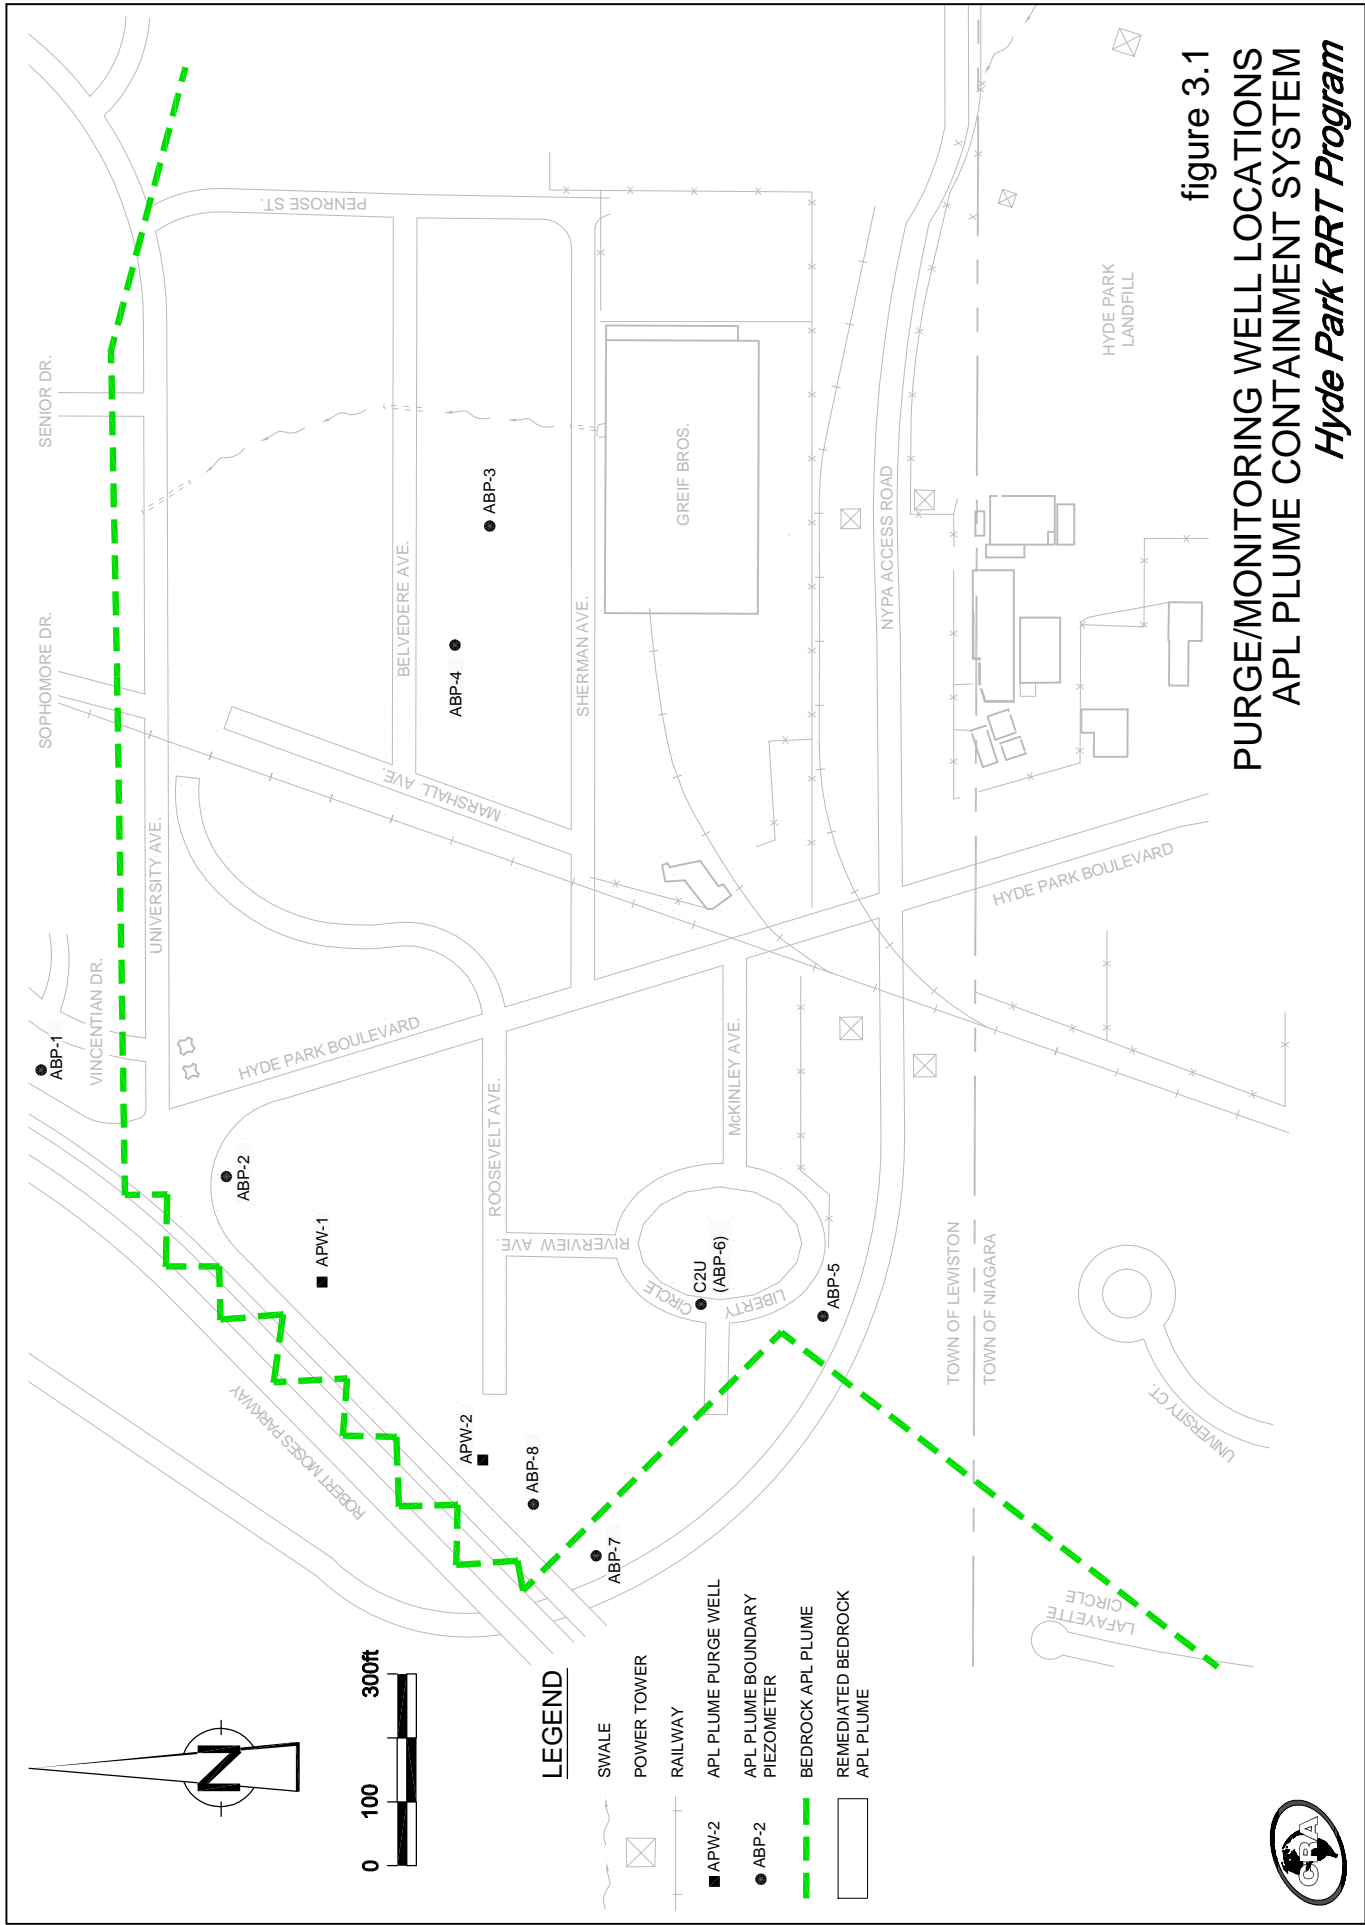 figure 3.1
PURGE/MONITORING WELL LOCATIONS
APL PLUME CONTAINMENT SYSTEM
Hyde Park RRT Program
SENIOR DR.
SOPHOMORE DR.
VINCENTIAN DR.
UNIVERSITY AVE.
PENROSE ST.
BELVEDERE AVE.
SHERMAN AVE.
MARSHALL AVE.
GREIF BROS.
NYPA ACCESS ROAD
HYDE PARK
LANDFILL
HYDE PARK BOULEVARD
HYDE PARK BOULEVARD
ROOSEVELT AVE.
McKINLEY AVE.
RIVERVIEW AVE.
LIBERTY
CIRCLE
ROBERT MOSES PARKWAY
TOWN OF LEWISTON
TOWN OF NIAGARA
UNIVERSITY CT.
LAFAYETTE
CIRCLE
ABP-1
ABP-2
ABP-3
ABP-4
ABP-5
C2U
(ABP-6)
ABP-7
ABP-8
APW-1
APW-2
N
0
100
300ft
LEGEND
SWALE
POWER TOWER
RAILWAY
APW-2
APL PLUME PURGE WELL
ABP-2
APL PLUME BOUNDARY
PIEZOMETER
BEDROCK APL PLUME
REMEDIATED BEDROCK
APL PLUME
CRA